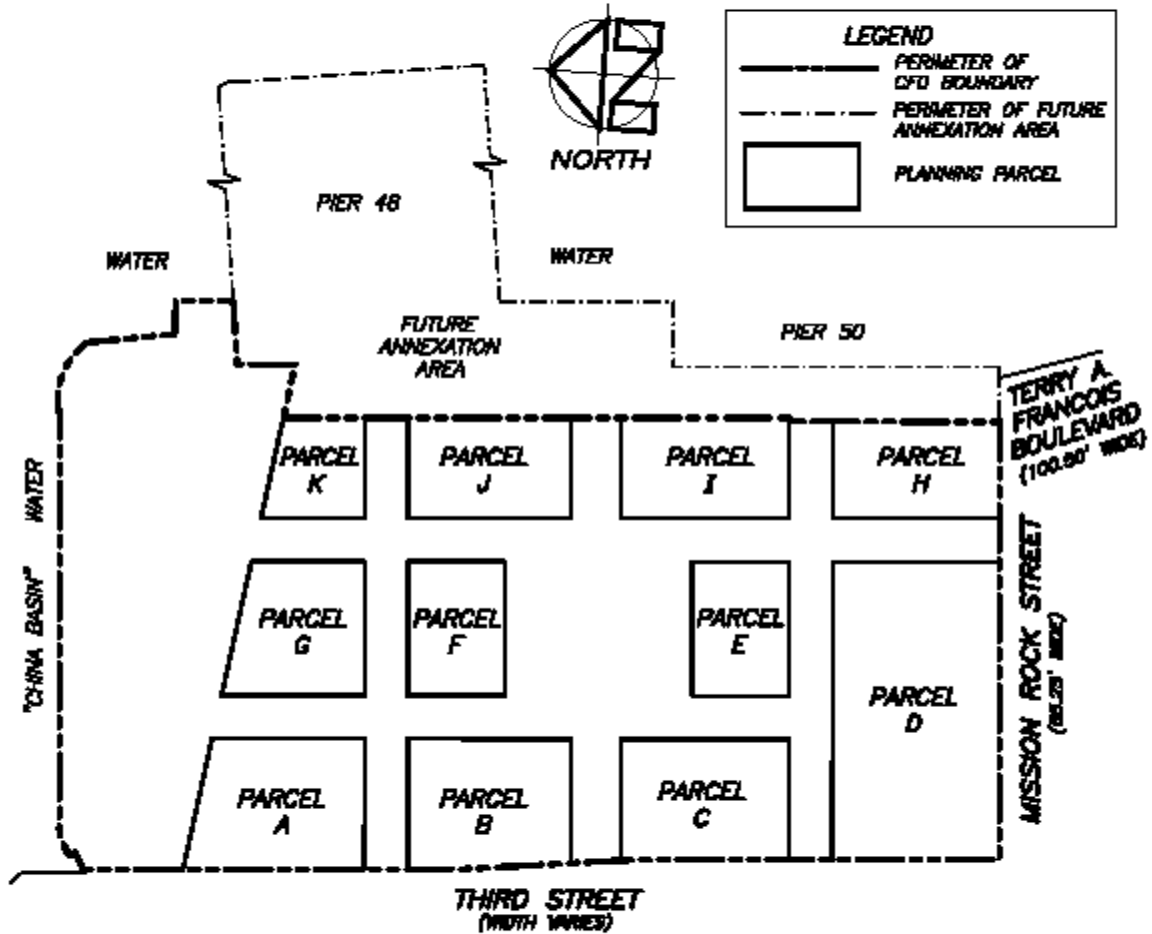 LEGEND
PERIMETER OF
CFD BOUNDARY
PERIMETER OF FUTURE
ANNEXATION AREA
PLANNING PARCEL
NORTH
PIER 48
WATER
WATER
FUTURE
ANNEXATION
AREA
PIER 50
TERRY A.
FRANCOIS
BOULEVARD
(100.90' WIDE)
PARCEL
K
PARCEL
J
PARCEL
I
PARCEL
H
WATER
"CHINA BASIN"
PARCEL
G
PARCEL
F
PARCEL
E
PARCEL
D
MISSION ROCK STREET
WIDE)
PARCEL
A
PARCEL
B
PARCEL
C
THIRD STREET
(WIDTH VARIES)